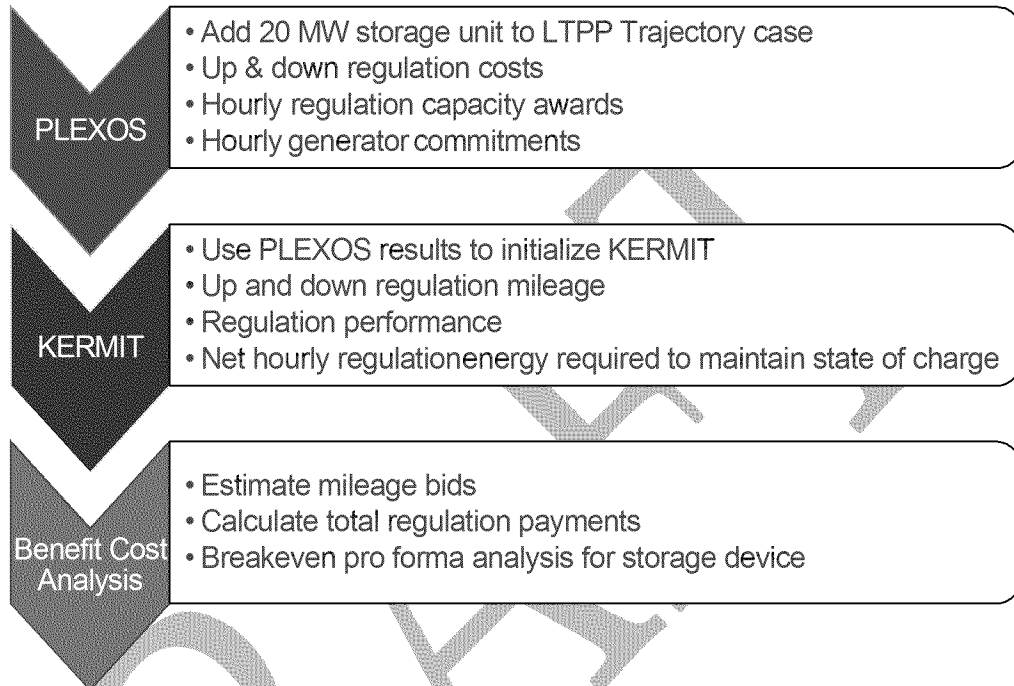 PLEXOS
• Add 20 MW storage unit to LTPP Trajectory case
• Up & down regulation costs
• Hourly regulation capacity awards
• Hourly generator commitments
KERMIT
• Use PLEXOS results to initialize KERMIT
• Up and down regulation mileage
• Regulation performance
• Net hourly regulationenergy required to maintain state of charge
Benefit Cost
Analysis
• Estimate mileage bids
• Calculate total regulation payments
• Breakeven pro forma analysis for storage device